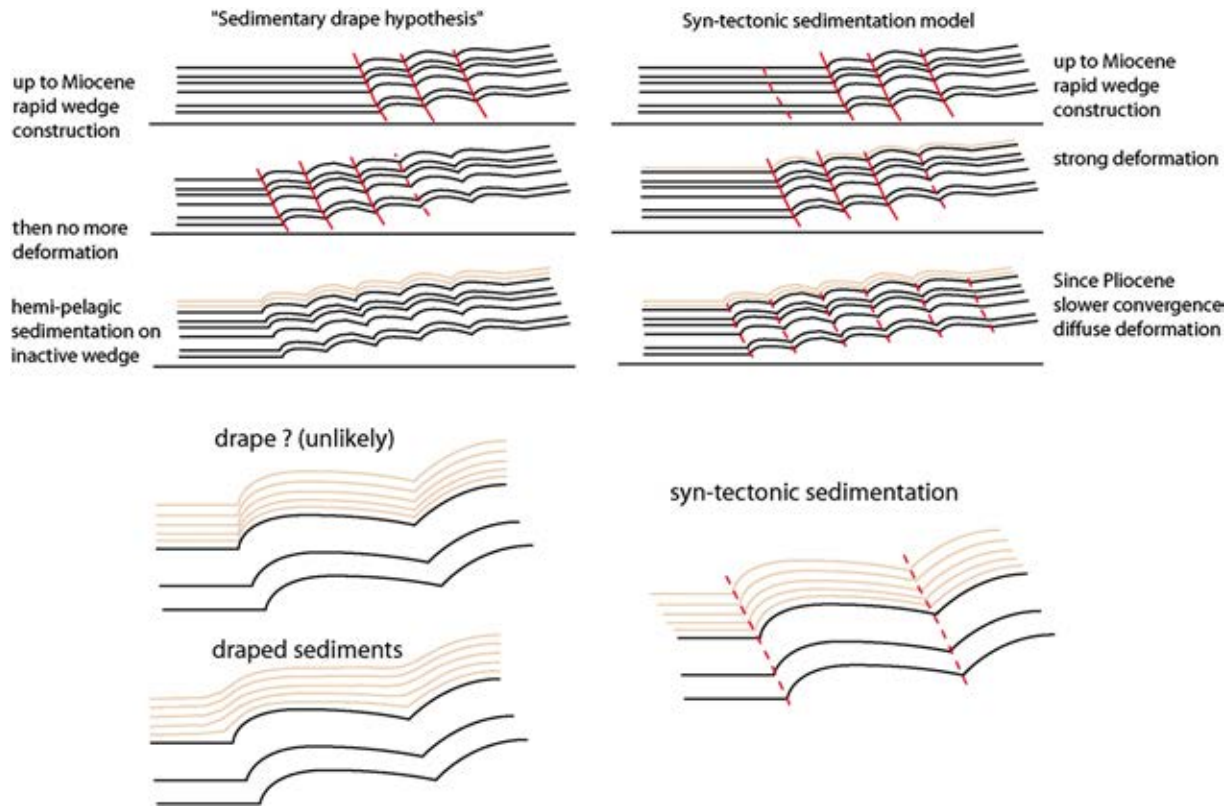 "Sedimentary drape hypothesis"
up to Miocene
rapid wedge
construction
then no more
deformation
hemi-pelagic
sedimentation on
inactive wedge
Syn-tectonic sedimentation model
up to Miocene
rapid wedge
construction
strong deformation
Since Pliocene
slower convergence
diffuse deformation
drape ? (unlikely)
draped sediments
syn-tectonic sedimentation